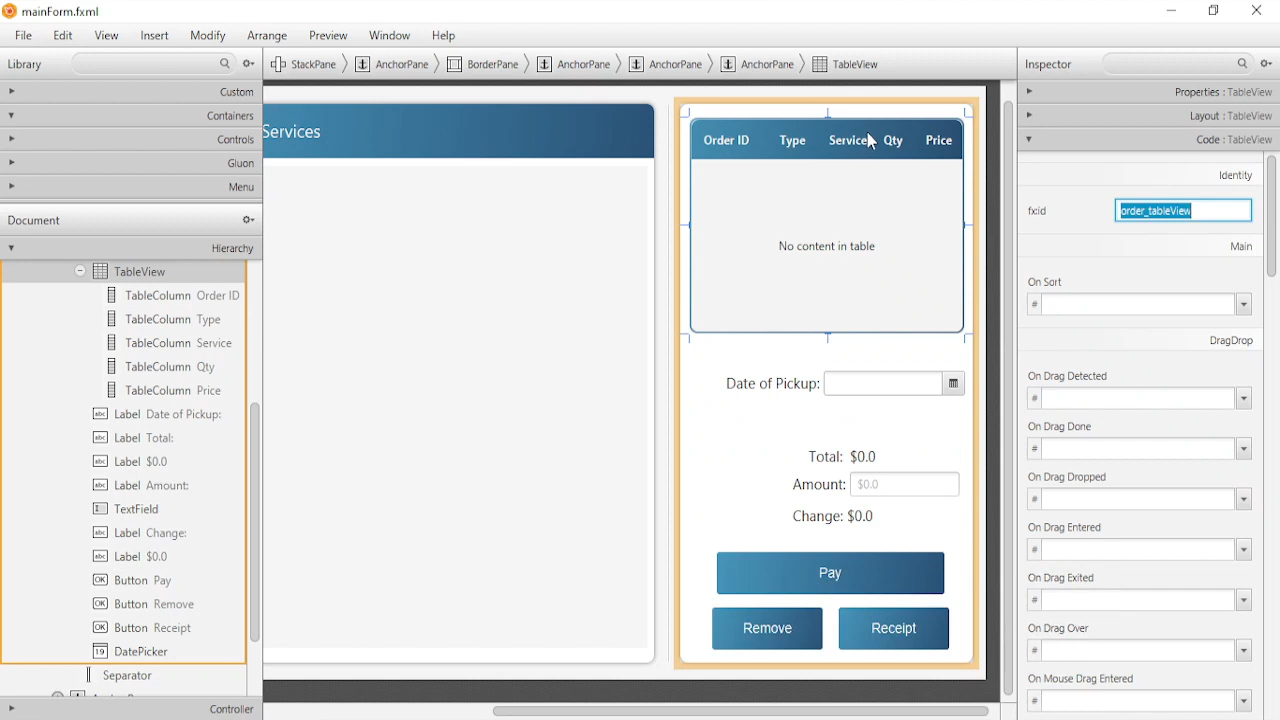 mainForm.fxml
File Edit View Insert Modify Arrange Preview Window Help
Library
Custom
Containers
Controls
Gluon
Menu
Document
Hierarchy
TableView
TableColumn Order ID
TableColumn Type
TableColumn Service
TableColumn Qty
TableColumn Price
Label Date of Pickup:
Label Total:
Label $0.0
Label Amount:
TextField
Label Change:
Label $0.0
OK Button Pay
OK Button Remove
OK Button Receipt
19 DatePicker
Separator
Controller
StackPane AnchorPane BorderPane AnchorPane AnchorPane AnchorPane TableView
Services
Order ID Type Service Qty Price
No content in table
Date of Pickup:
Total: $0.0
Amount: $0.0
Change: $0.0
Pay
Remove Receipt
Inspector
Properties : TableView
Layout : TableView
Code : TableView
Identity
fx:id order_tableView
Main
On Sort
#
DragDrop
On Drag Detected
#
On Drag Done
#
On Drag Dropped
#
On Drag Entered
#
On Drag Exited
#
On Drag Over
#
On Mouse Drag Entered
#